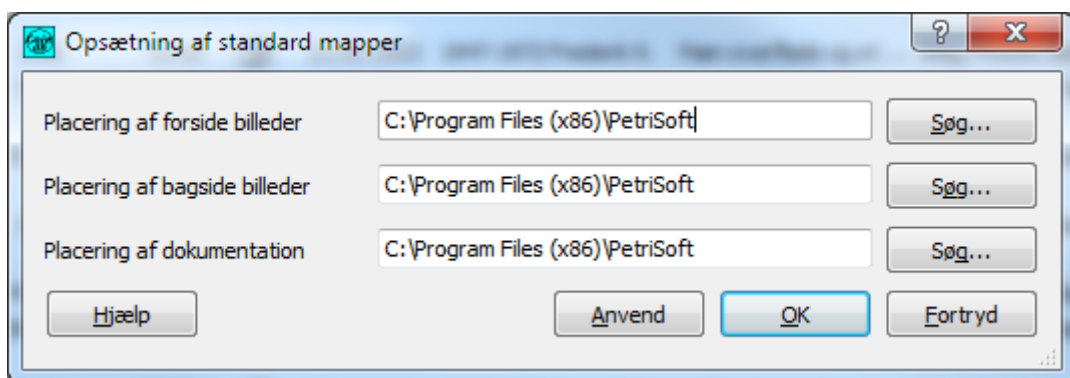 Opsætning af standard mapper
Placering af forside billeder C:\Program Files (x86)\PetriSoft Søg...
Placering af bagside billeder C:\Program Files (x86)\PetriSoft Søg...
Placering af dokumentation C:\Program Files (x86)\PetriSoft Søg...
Hjælp Anvend OK Fortryd